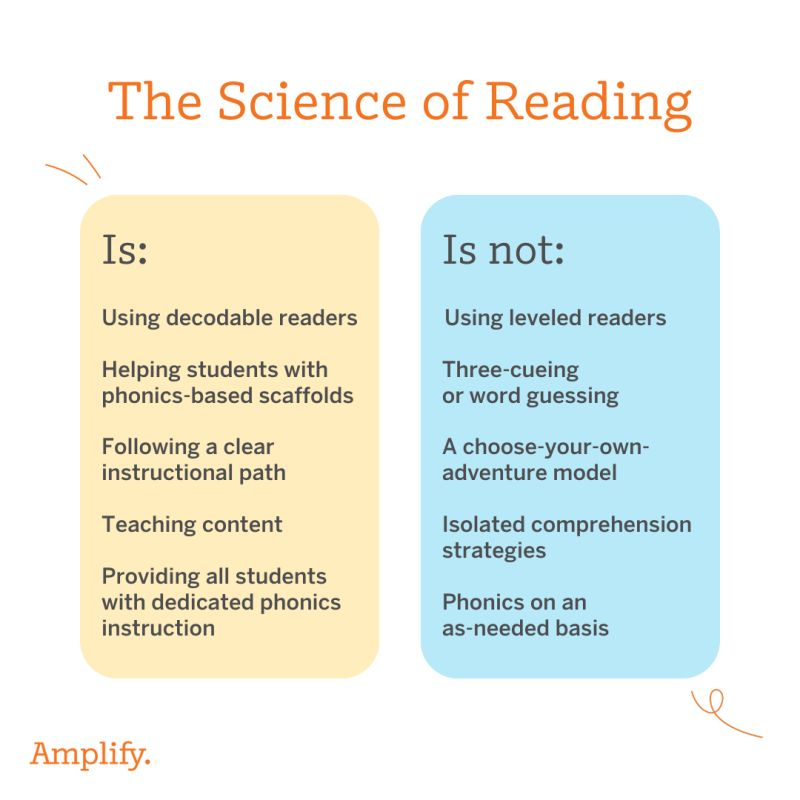 The Science of Reading
Is:
Using decodable readers
Helping students with
phonics-based scaffolds
Following a clear
instructional path
Teaching content
Providing all students
with dedicated phonics
instruction
Is not:
Using leveled readers
Three-cueing
or word guessing
A choose-your-own-
adventure model
Isolated comprehension
strategies
Phonics on an
as-needed basis
Amplify.